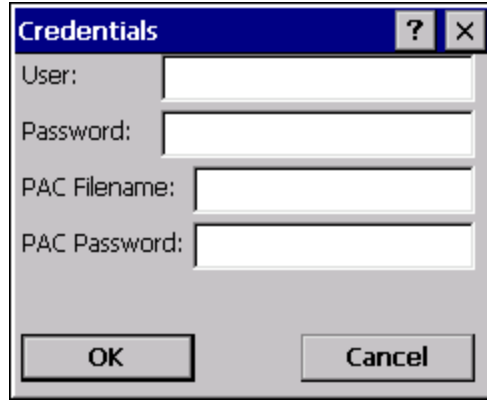 Credentials ? ×
User:
Password:
PAC Filename:
PAC Password:
OK Cancel